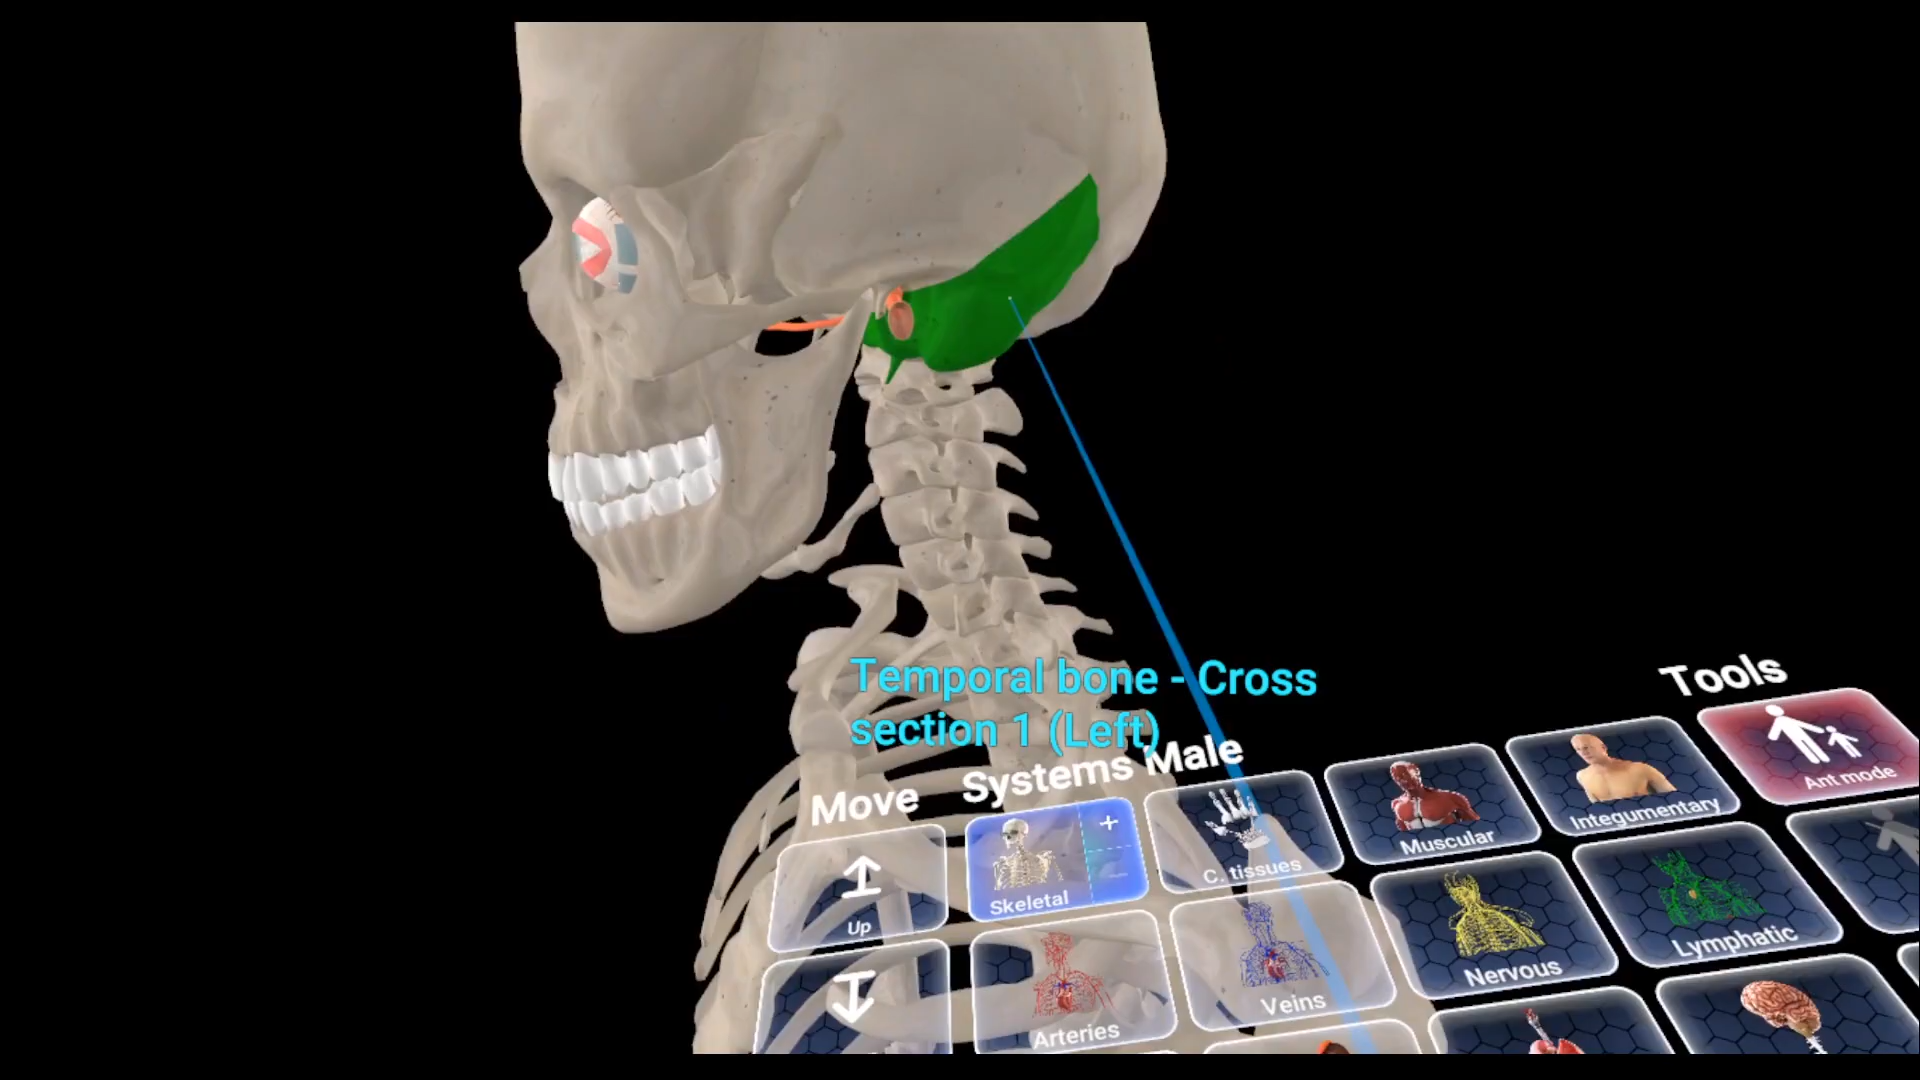 Temporal bone - Cross
section 1 (Left)
Tools
Systems Male
Move
Ant mode
Integumentary
Muscular
C. tissues
Skeletal
Up
Lymphatic
Nervous
Veins
Arteries